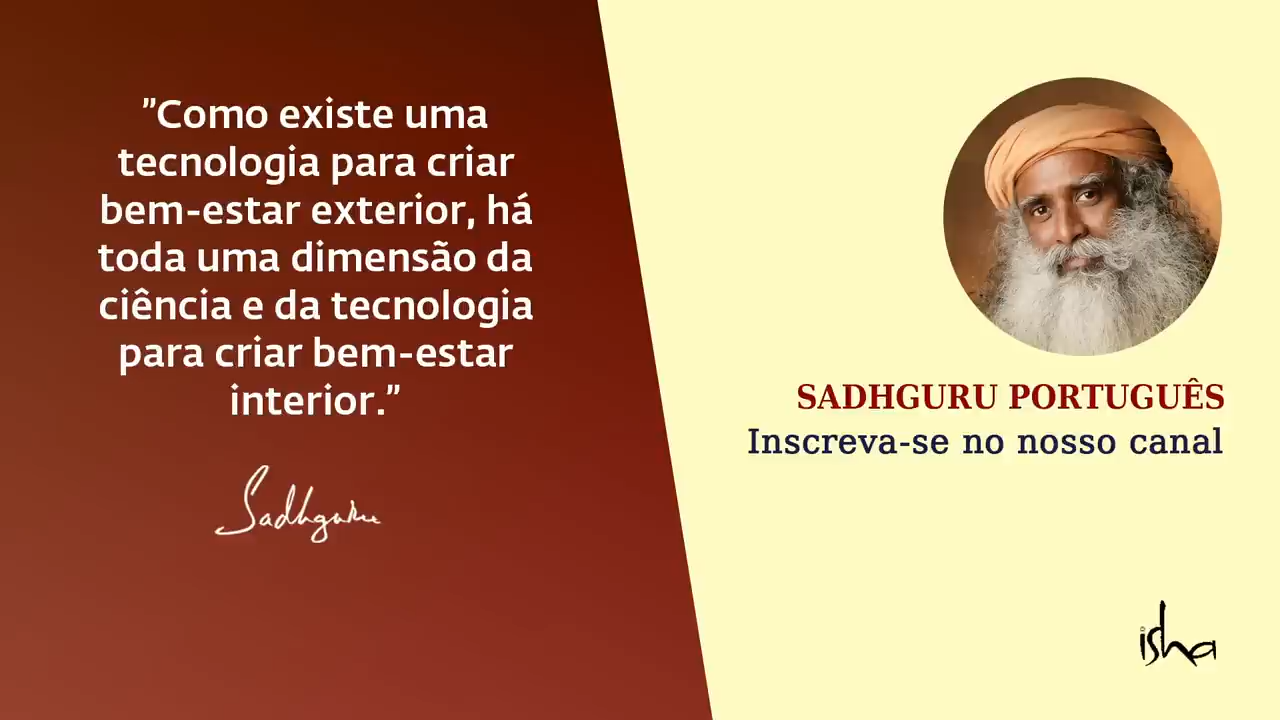 ”Como existe uma
tecnologia para criar
bem-estar exterior, há
toda uma dimensão da
ciência e da tecnologia
para criar bem-estar
interior.”
Sadhguru
SADHGURU PORTUGUÊS
Inscreva-se no nosso canal
isha